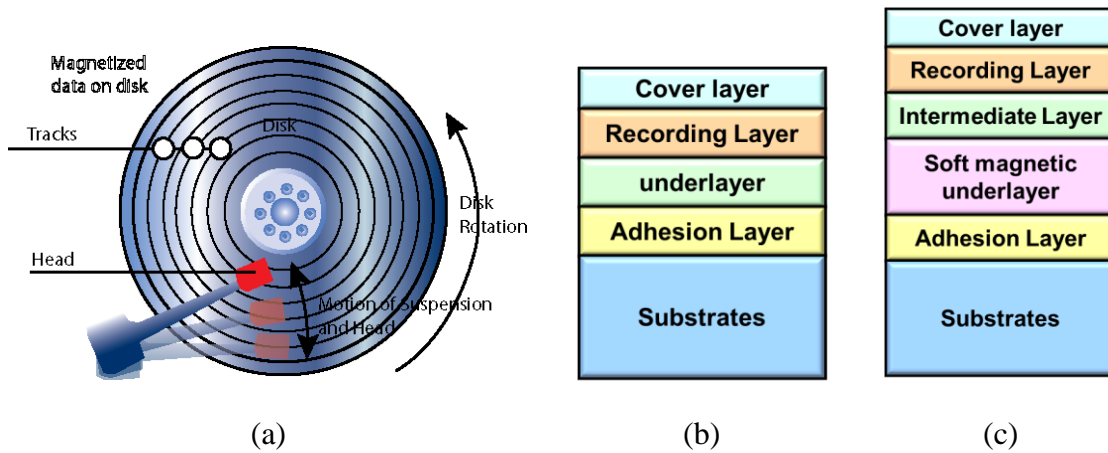 Magnetized
data on disk
Tracks
Disk
Disk
Rotation
Head
Motion of Suspension
and Head
(a)
Cover layer
Recording Layer
underlayer
Adhesion Layer
Substrates
(b)
Cover layer
Recording Layer
Intermediate Layer
Soft magnetic
underlayer
Adhesion Layer
Substrates
(c)